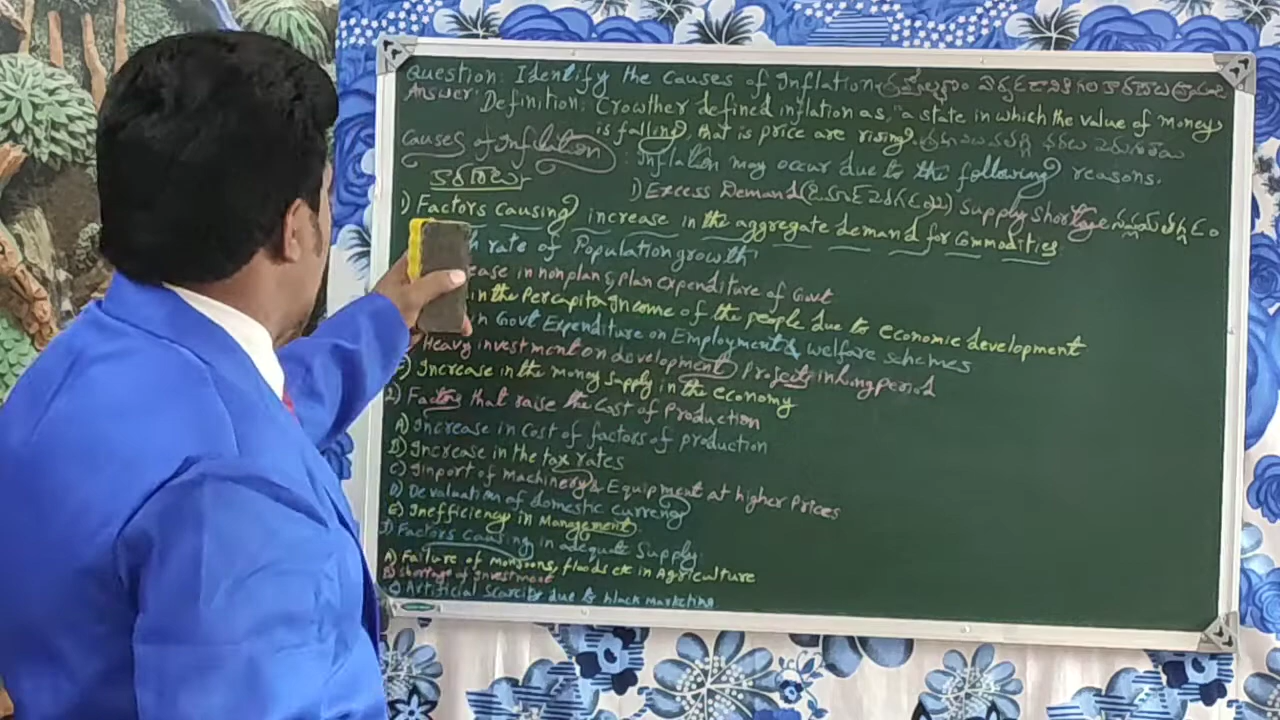 Question: Identify the Causes of Inflation
Answer: Definition: Crowther defined inflation as, "a state in which the value of money
is falling, that is price are rising.
Causes of Inflation : Inflation may occur due to the following reasons.
కారణాలు 1) Excess Demand Supply Shortage
1) Factors Causing increase in the aggregate demand for Commodities
rate of Population growth
ease in nonplan & plan Expenditure of Govt
in the Percapita Income of the people due to economic development
in Govt Expenditure on Employment & welfare schemes
Heavy investment on development Projects in Long period
Increase in the money supply in the economy
2) Factors that raise the Cost of Production
A) Increase in Cost of factors of production
B) Increase in the tax rates
C) Import of Machinery & Equipment at higher Prices
D) Devaluation of domestic currency
E) Inefficiency in Management
3) Factors Causing in adequate Supply.
A) Failure of Monsoons, floods etc in Agriculture
B) Shortage of Investment
C) Artificial Scarcity due to black marketing